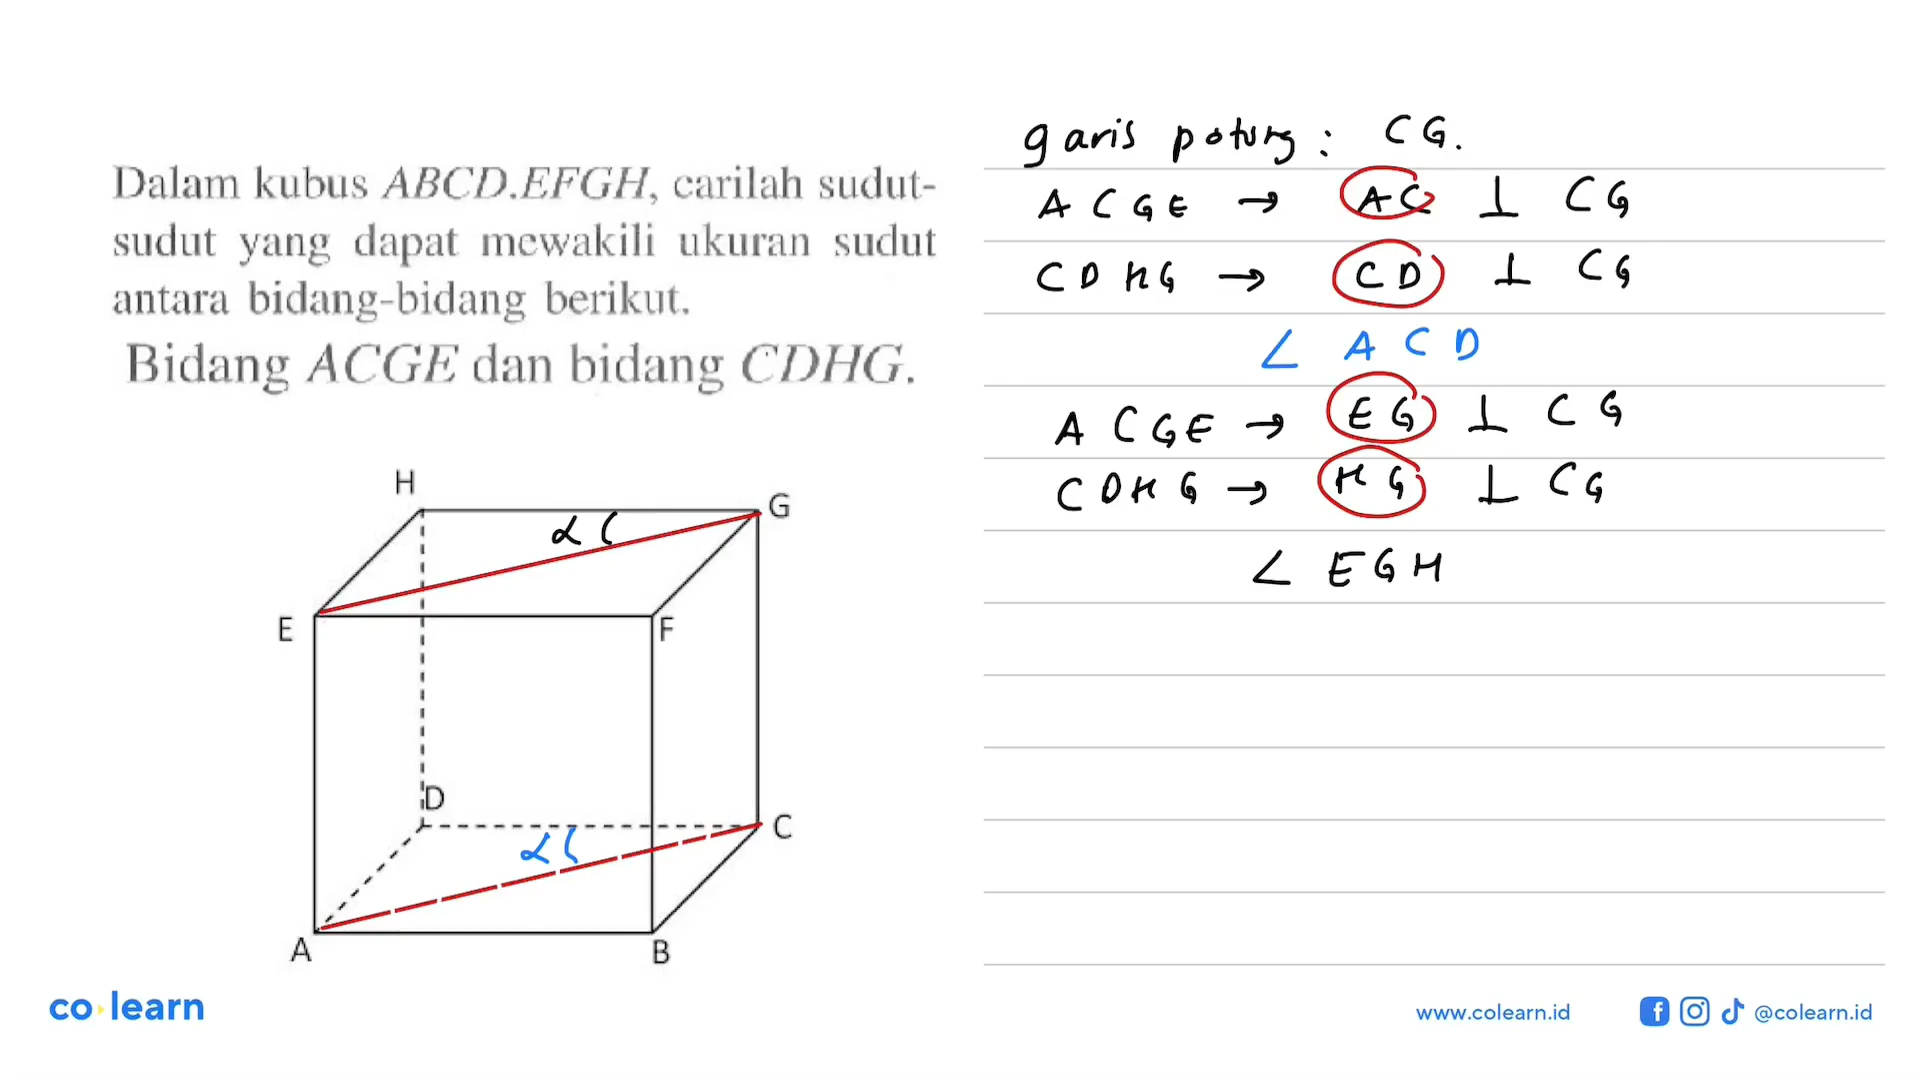 Dalam kubus ABCD.EFGH, carilah sudut-
sudut yang dapat mewakili ukuran sudut
antara bidang-bidang berikut.
Bidang ACGE dan bidang CDHG.
H
G
α
E
F
D
C
α
A
B
garis potong : CG.
ACGE → AC ⊥ CG
CDHG → CD ⊥ CG
∠ ACD
ACGE → EG ⊥ CG
CDHG → HG ⊥ CG
∠ EGH
co learn
www.colearn.id
@colearn.id